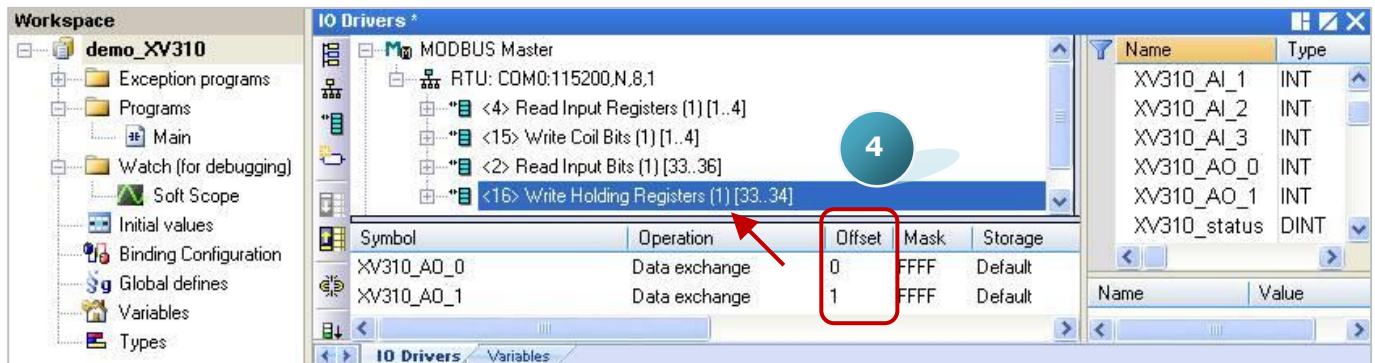 Workspace
demo_XV310
Exception programs
Programs
Main
Watch (for debugging)
Soft Scope
Initial values
Binding Configuration
Global defines
Variables
Types
IO Drivers *
MODBUS Master
RTU: COM0:115200,N,8,1
<4> Read Input Registers (1) [1..4]
<15> Write Coil Bits (1) [1..4]
<2> Read Input Bits (1) [33..36]
<16> Write Holding Registers (1) [33..34]
4
Symbol Operation Offset Mask Storage
XV310_AO_0 Data exchange 0 FFFF Default
XV310_AO_1 Data exchange 1 FFFF Default
IO Drivers Variables
Name Type
XV310_AI_1 INT
XV310_AI_2 INT
XV310_AI_3 INT
XV310_AO_0 INT
XV310_AO_1 INT
XV310_status DINT
Name Value